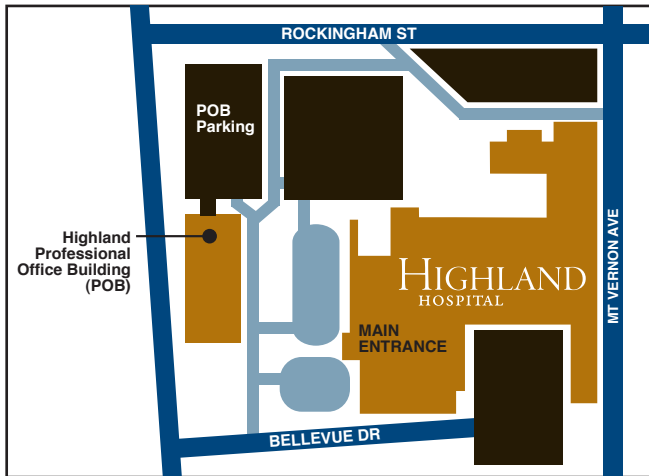 ROCKINGHAM ST
POB
Parking
Highland
Professional
Office Building
(POB)
HIGHLAND
HOSPITAL
MAIN
ENTRANCE
MT VERNON AVE
BELLEVUE DR